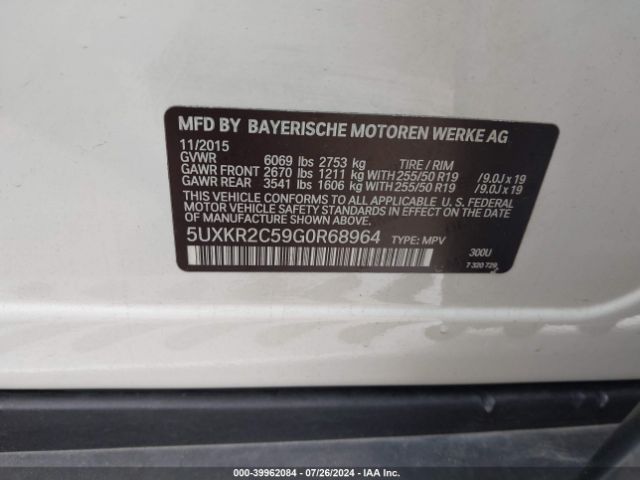 MFD BY BAYERISCHE MOTOREN WERKE AG
11/2015
GVWR 6069 lbs 2753 kg TIRE / RIM
GAWR FRONT 2670 lbs 1211 kg WITH 255/50 R19 / 9.0J x 19
GAWR REAR 3541 lbs 1606 kg WITH 255/50 R19 / 9.0J x 19
THIS VEHICLE CONFORMS TO ALL APPLICABLE U. S. FEDERAL
MOTOR VEHICLE SAFETY STANDARDS IN EFFECT ON THE DATE OF
MANUFACTURE SHOWN ABOVE.
5UXKR2C59G0R68964 TYPE: MPV
300U
7 320 729
000-39962084 / 07/26/2024 / IAA Inc.